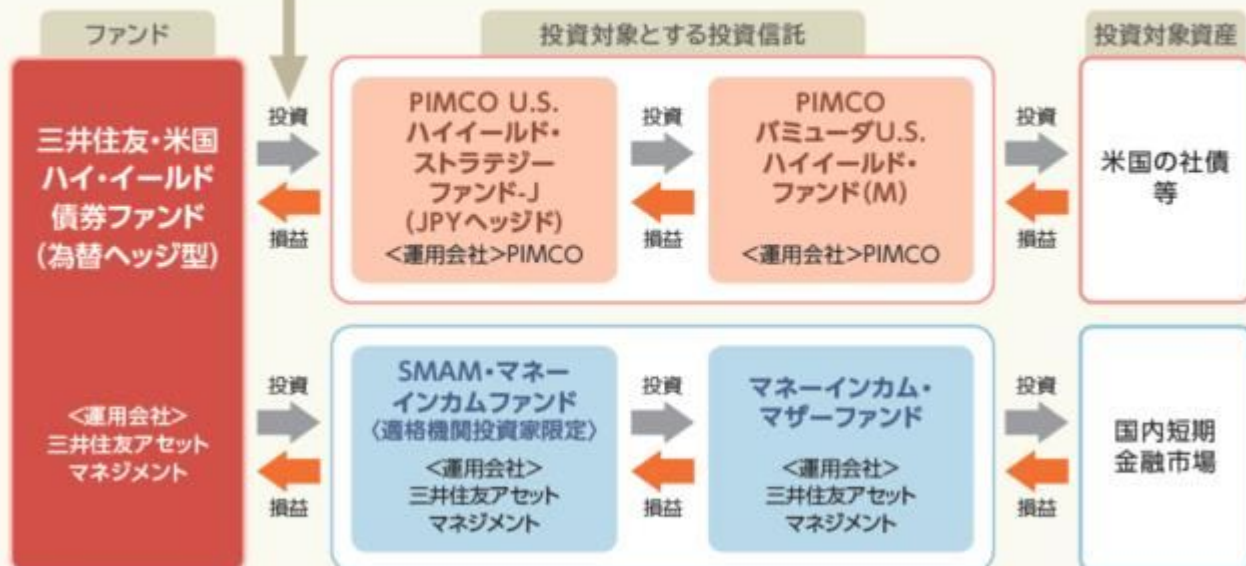 ファンド
投資対象とする投資信託
投資対象資産
三井住友・米国
ハイ・イールド
債券ファンド
(為替ヘッジ型)
<運用会社>
三井住友アセット
マネジメント
投資
損益
PIMCO U.S.
ハイイールド・
ストラテジー
ファンド-J
(JPYヘッジド)
<運用会社>PIMCO
投資
損益
PIMCO
バミューダU.S.
ハイイールド・
ファンド(M)
<運用会社>PIMCO
投資
損益
米国の社債
等
投資
損益
SMAM・マネー
インカムファンド
〈適格機関投資家限定〉
<運用会社>
三井住友アセット
マネジメント
投資
損益
マネーインカム・
マザーファンド
<運用会社>
三井住友アセット
マネジメント
投資
損益
国内短期
金融市場